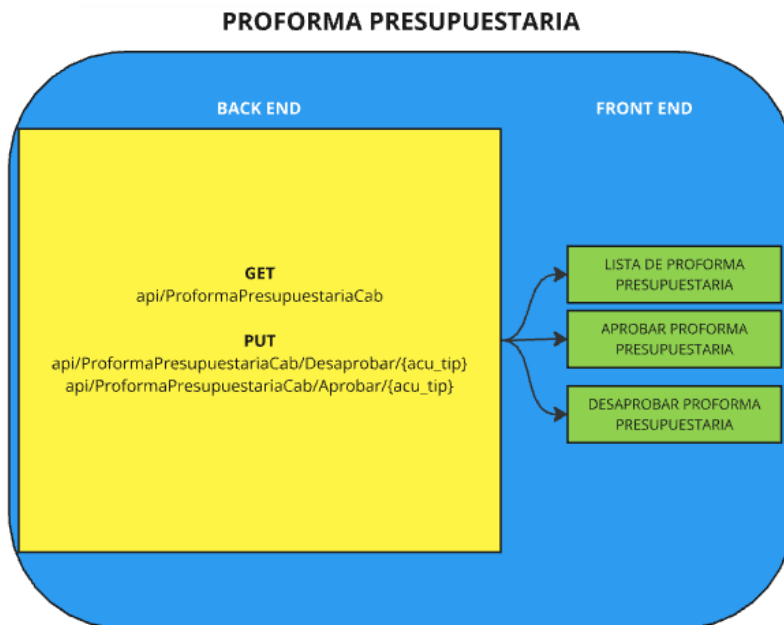 PROFORMA PRESUPUESTARIA
BACK END
FRONT END
GET
api/ProformaPresupuestariaCab
PUT
api/ProformaPresupuestariaCab/Desaprobar/{acu_tip}
api/ProformaPresupuestariaCab/Aprobar/{acu_tip}
LISTA DE PROFORMA
PRESUPUESTARIA
APROBAR PROFORMA
PRESUPUESTARIA
DESAPROBAR PROFORMA
PRESUPUESTARIA